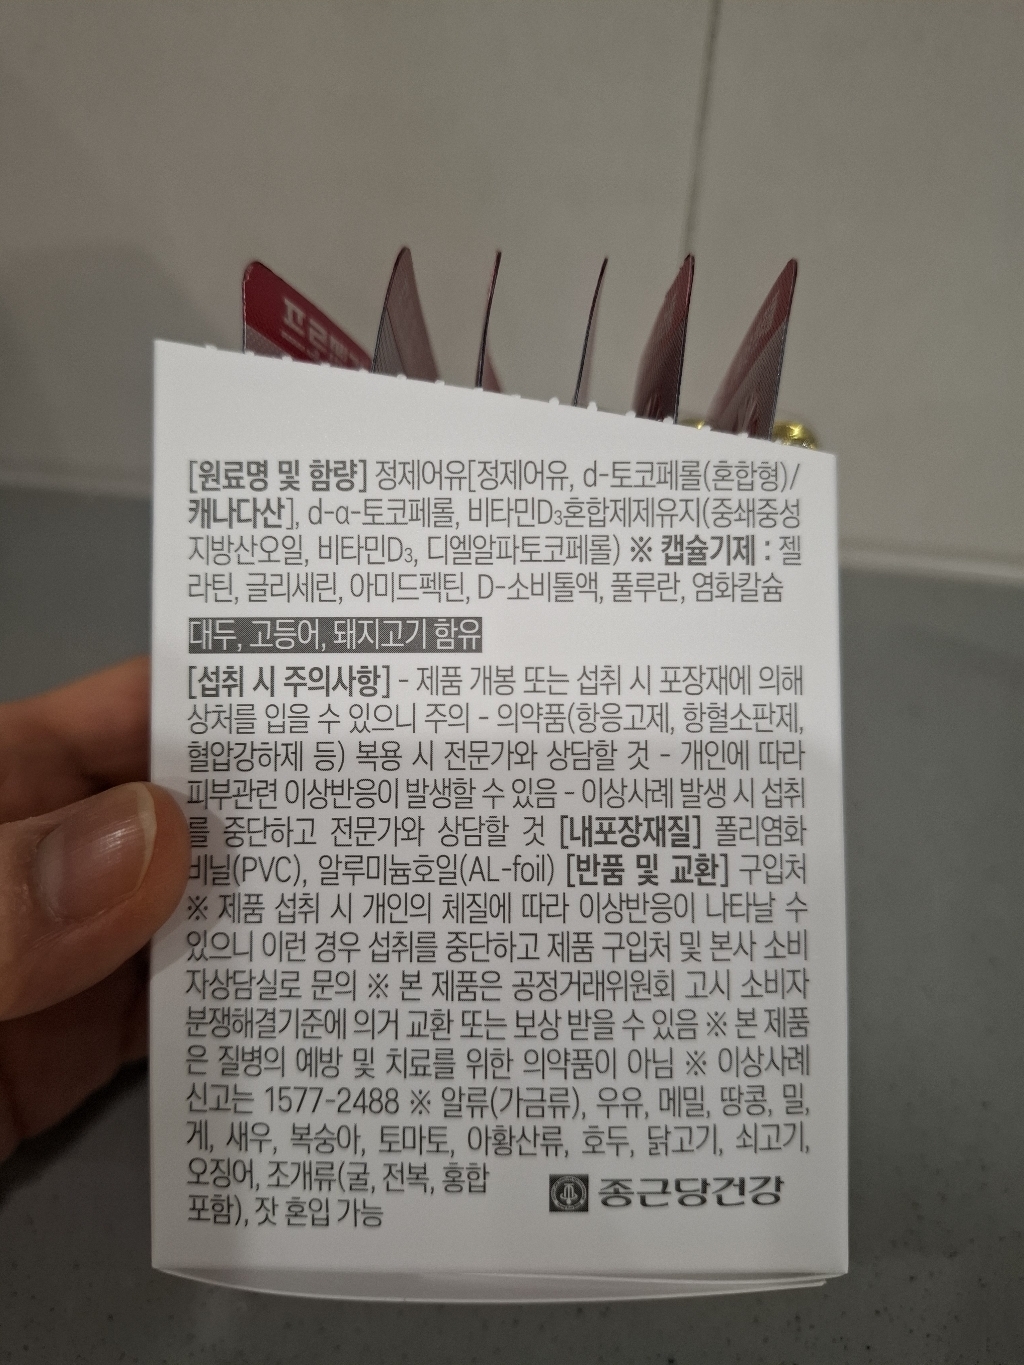 프로메
[원료명 및 함량] 정제어유[정제어유, d-토코페롤(혼합형)/
캐나다산], d-α-토코페롤, 비타민D₃혼합제제유지(중쇄중성
지방산오일, 비타민D₃, 디엘알파토코페롤) ※ 캡슐기제 : 젤
라틴, 글리세린, 아미드펙틴, D-소비톨액, 풀루란, 염화칼슘
대두, 고등어, 돼지고기 함유
[섭취 시 주의사항] - 제품 개봉 또는 섭취 시 포장재에 의해
상처를 입을 수 있으니 주의 - 의약품(항응고제, 항혈소판제,
혈압강하제 등) 복용 시 전문가와 상담할 것 - 개인에 따라
피부관련 이상반응이 발생할 수 있음 - 이상사례 발생 시 섭취
를 중단하고 전문가와 상담할 것 [내포장재질] 폴리염화
비닐(PVC), 알루미늄호일(AL-foil) [반품 및 교환] 구입처
※ 제품 섭취 시 개인의 체질에 따라 이상반응이 나타날 수
있으니 이런 경우 섭취를 중단하고 제품 구입처 및 본사 소비
자상담실로 문의 ※ 본 제품은 공정거래위원회 고시 소비자
분쟁해결기준에 의거 교환 또는 보상 받을 수 있음 ※ 본 제품
은 질병의 예방 및 치료를 위한 의약품이 아님 ※ 이상사례
신고는 1577-2488 ※ 알류(가금류), 우유, 메밀, 땅콩, 밀,
게, 새우, 복숭아, 토마토, 아황산류, 호두, 닭고기, 쇠고기,
오징어, 조개류(굴, 전복, 홍합
포함), 잣 혼입 가능
종근당건강